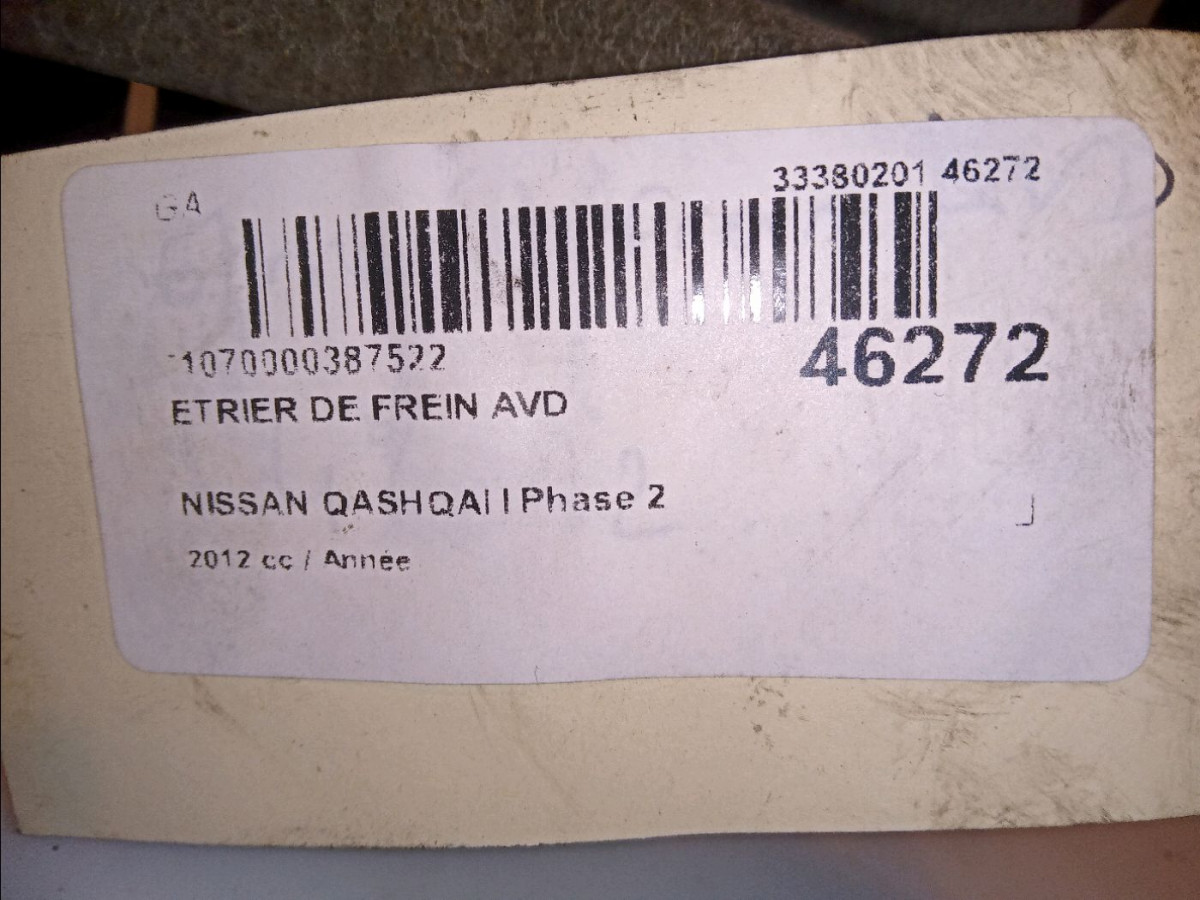 GA
33380201 46272
1070000387522
46272
ETRIER DE FREIN AVD
NISSAN QASHQAI I Phase 2
2012 cc / Année